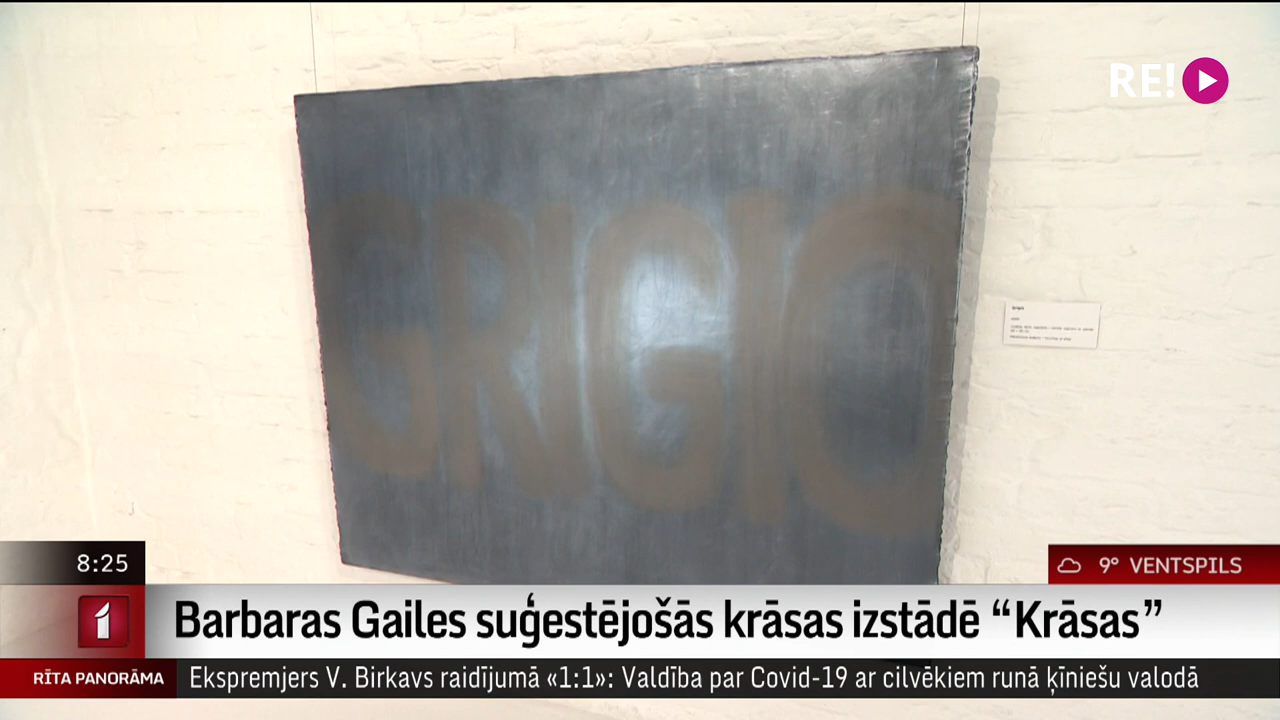 RE!
GRIGIO
8:25
9° VENTSPILS
1
Barbaras Gailes suģestējošās krāsas izstādē “Krāsas”
RĪTA PANORĀMA
Ekspremjers V. Birkavs raidījumā «1:1»: Valdība par Covid-19 ar cilvēkiem runā ķīniešu valodā